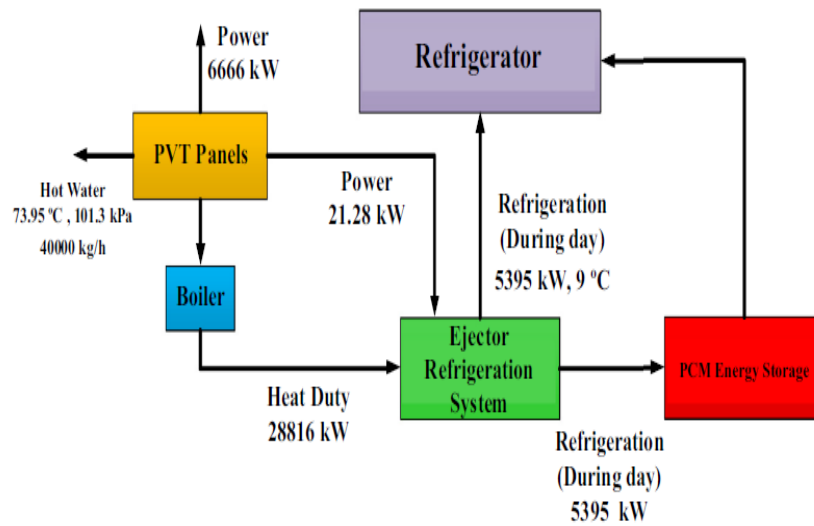 Power
6666 kW
Refrigerator
PVT Panels
Hot Water
73.95 ºC , 101.3 kPa
40000 kg/h
Power
21.28 kW
Refrigeration
(During day)
5395 kW, 9 ºC
Boiler
Ejector
Refrigeration
System
PCM Energy Storage
Heat Duty
28816 kW
Refrigeration
(During day)
5395 kW